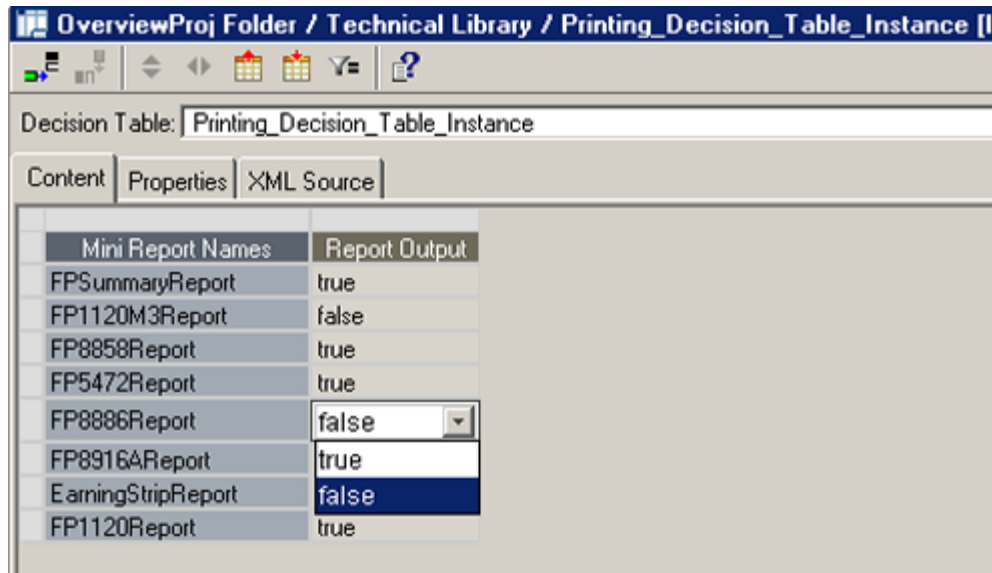 OverviewProj Folder / Technical Library / Printing_Decision_Table_Instance [I
Decision Table: Printing_Decision_Table_Instance
Content Properties XML Source
Mini Report Names Report Output
FPSummaryReport true
FP1120M3Report false
FP8858Report true
FP5472Report true
FP8886Report false
FP8916AReport true
EarningStripReport false
FP1120Report true